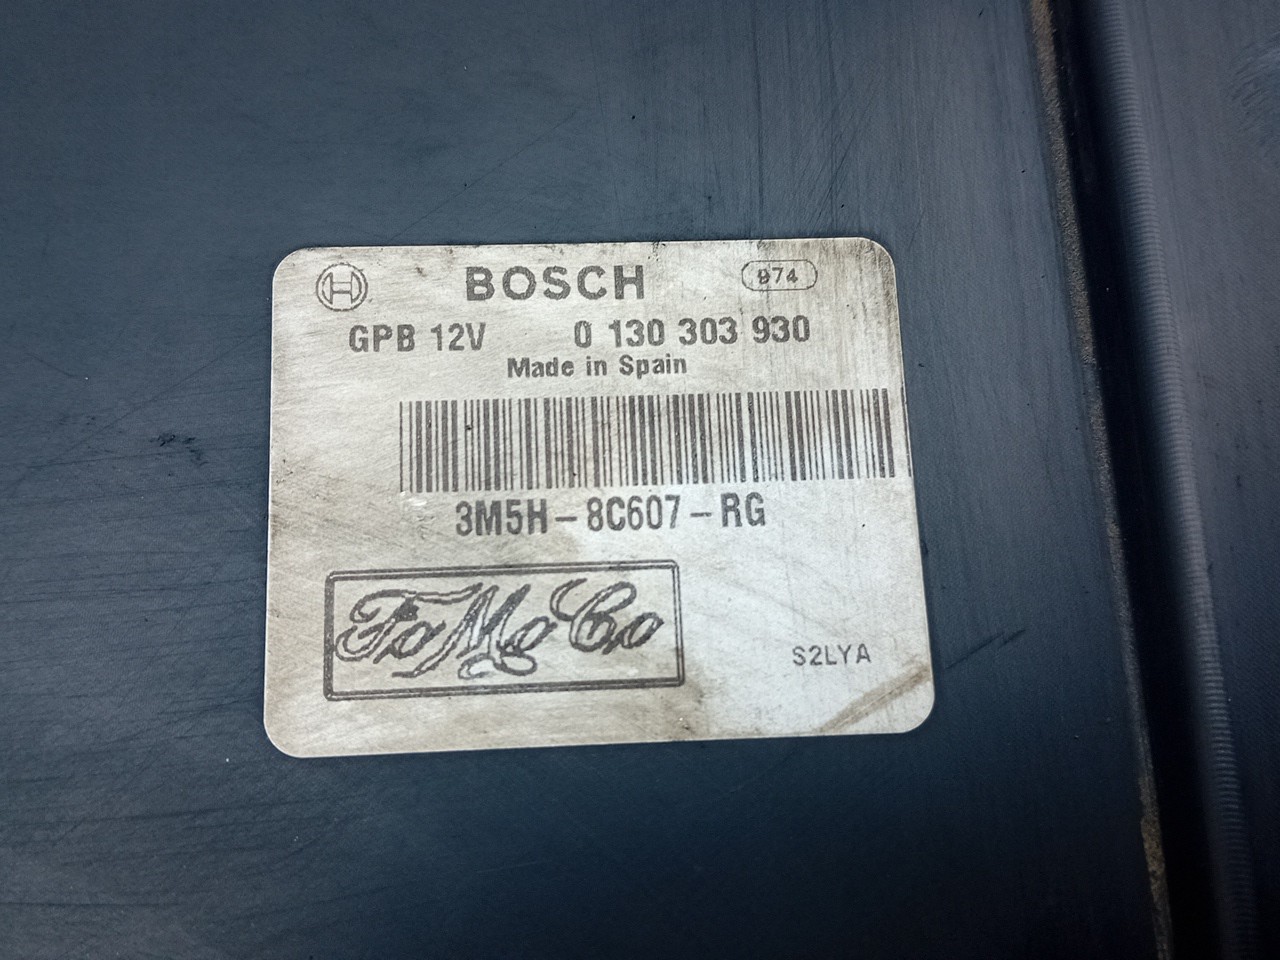 BOSCH 974
GPB 12V 0 130 303 930
Made in Spain
3M5H-8C607-RG
FoMoCo
S2LYA